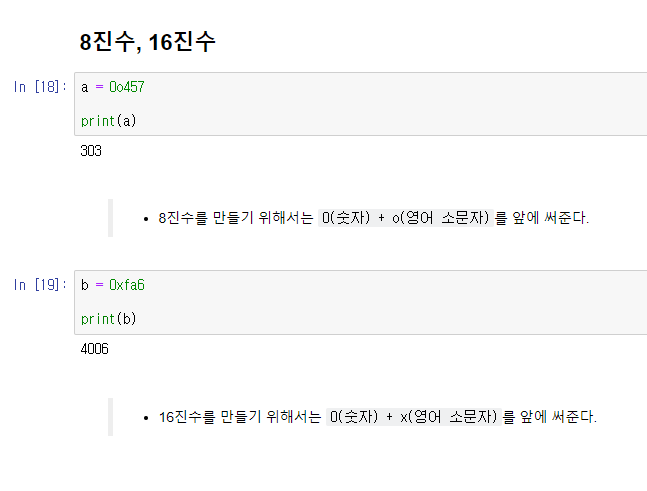 8진수, 16진수
In [18]: a = 0o457
print(a)
303
• 8진수를 만들기 위해서는 0(숫자) + o(영어 소문자)를 앞에 써준다.
In [19]: b = 0xfa6
print(b)
4006
• 16진수를 만들기 위해서는 0(숫자) + x(영어 소문자)를 앞에 써준다.